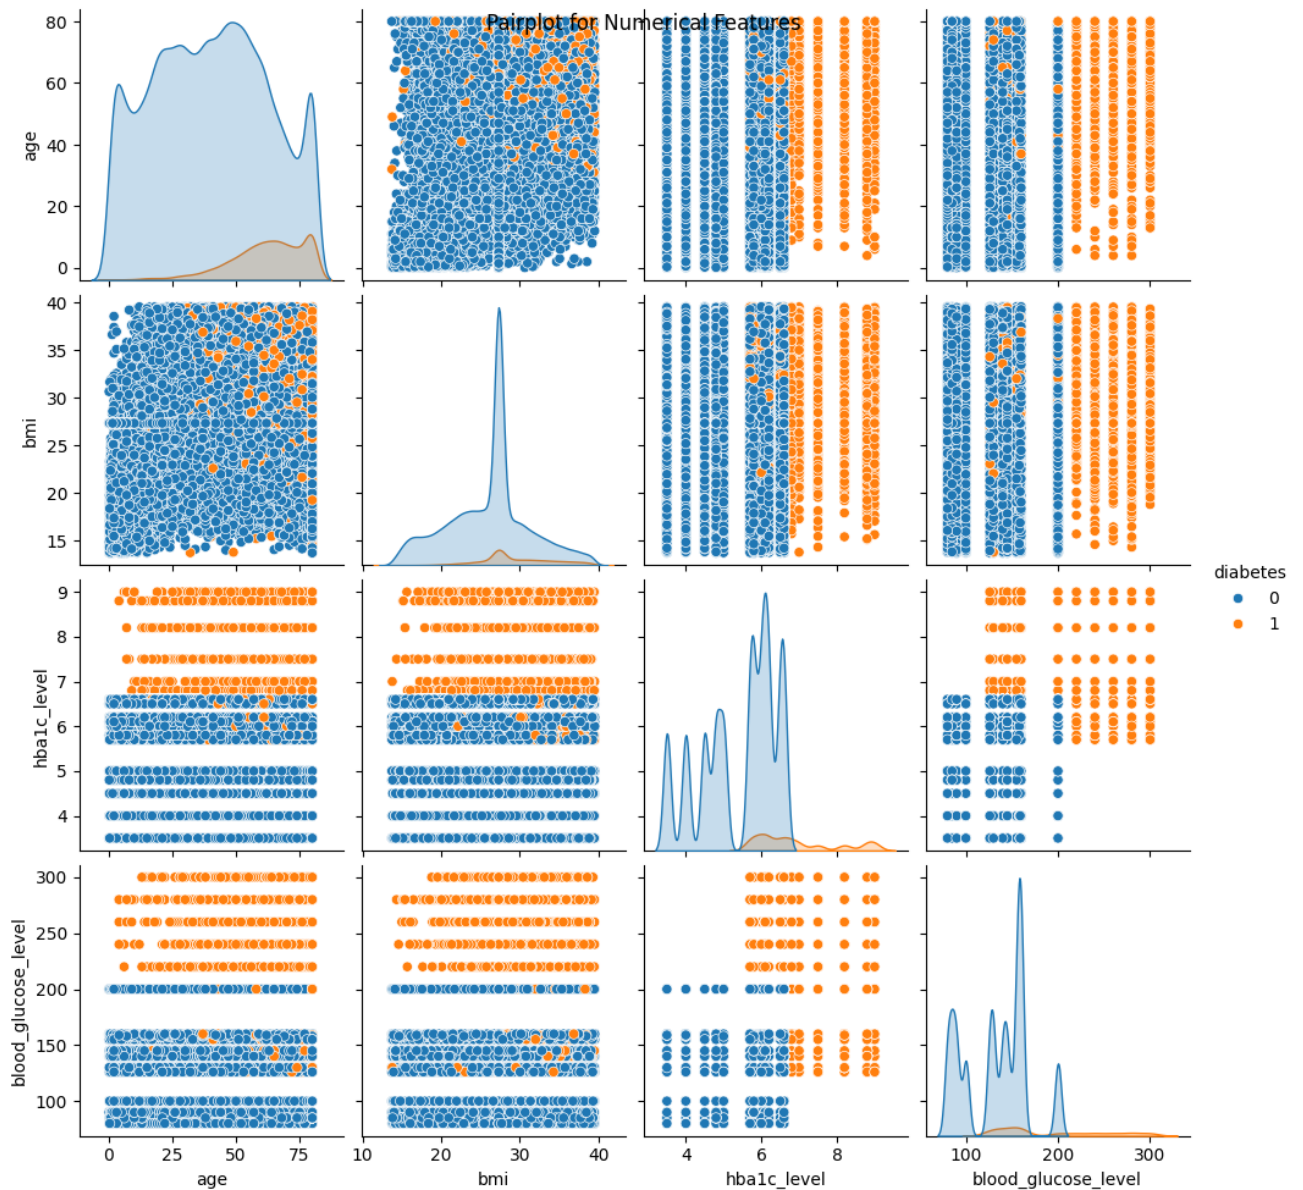 Pairplot for Numerical Features
80
60
40
20
0
age
40
35
30
25
20
15
bmi
9
8
7
6
5
4
hba1c_level
300
250
200
150
100
blood_glucose_level
0 25 50 75
age
10 20 30 40
bmi
4 6 8
hba1c_level
100 200 300
blood_glucose_level
diabetes
0
1